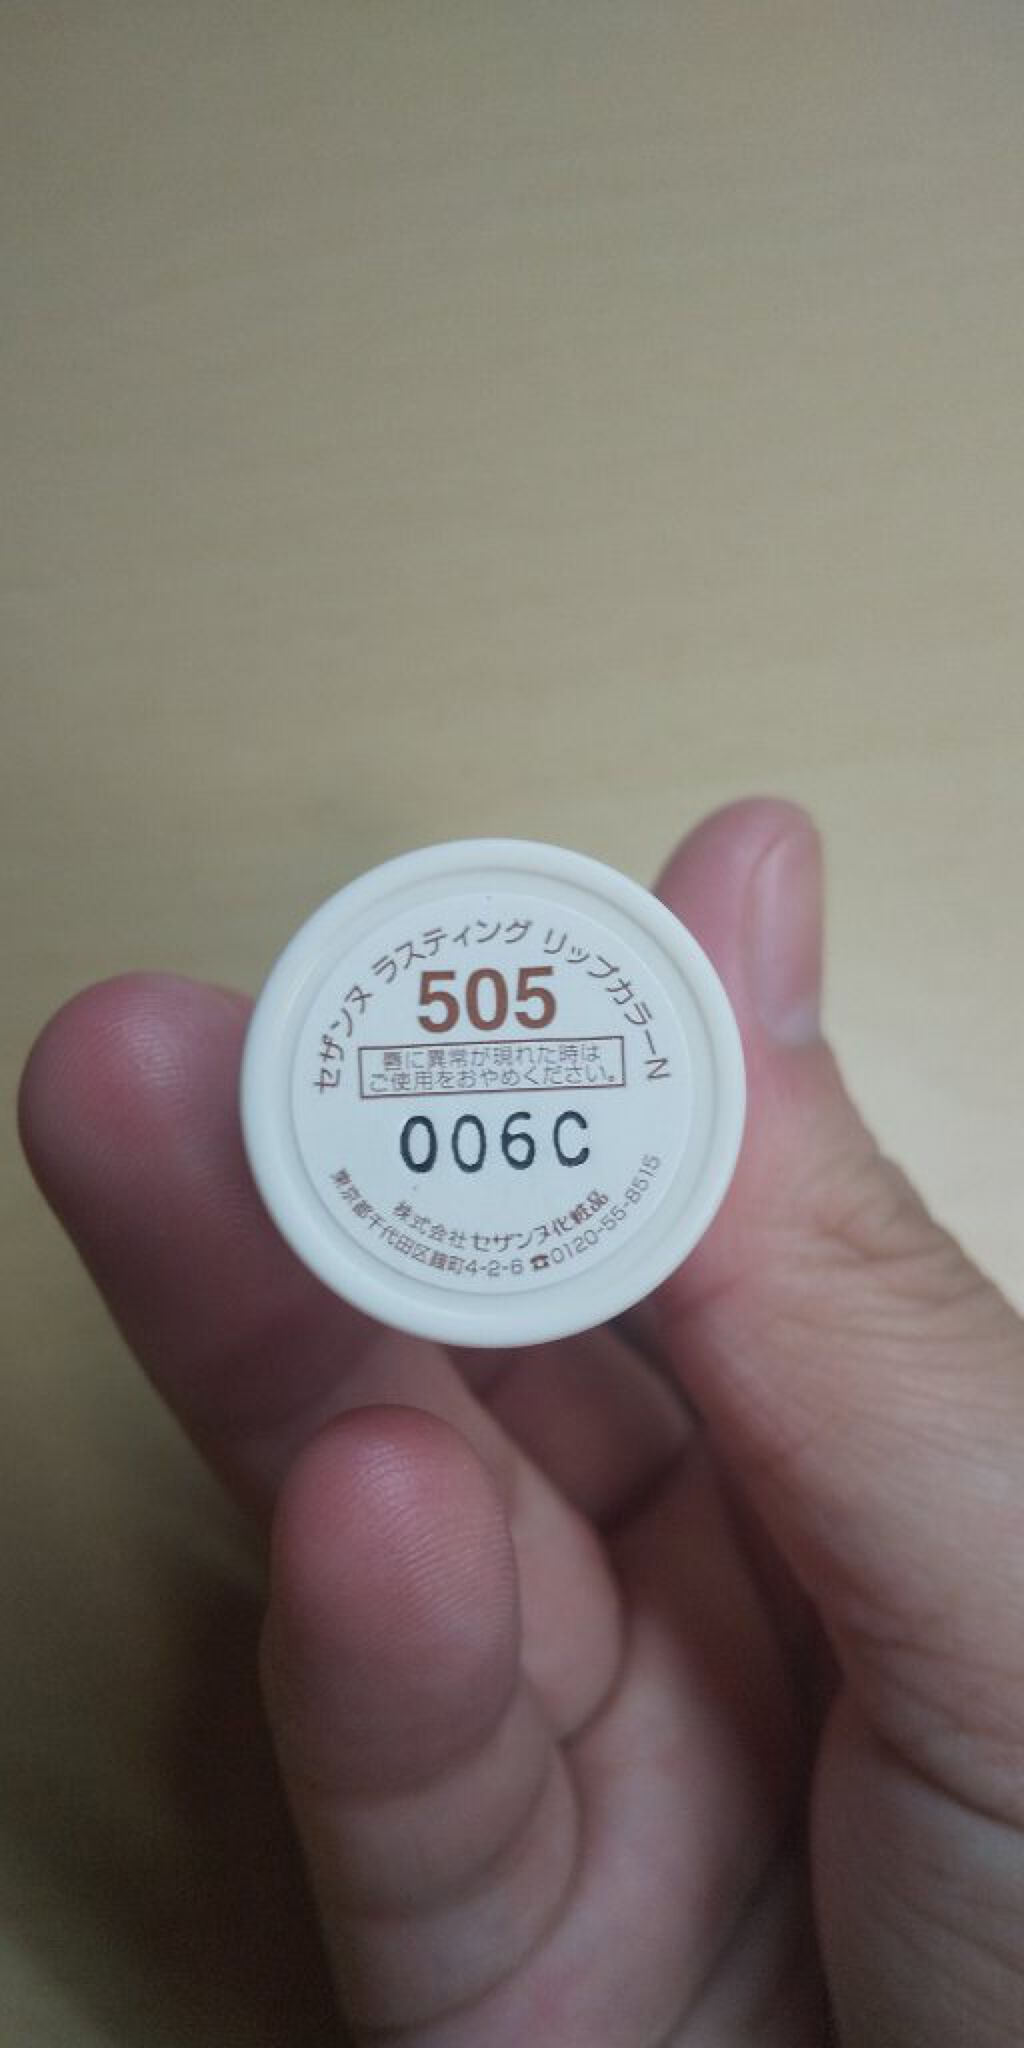 セザンヌ ラスティング リップカラーN
505
唇に異常が現れた時は
ご使用をおやめください。
006C
株式会社 セザンヌ化粧品
東京都千代田区麹町4-2-6 ☎0120-55-8515